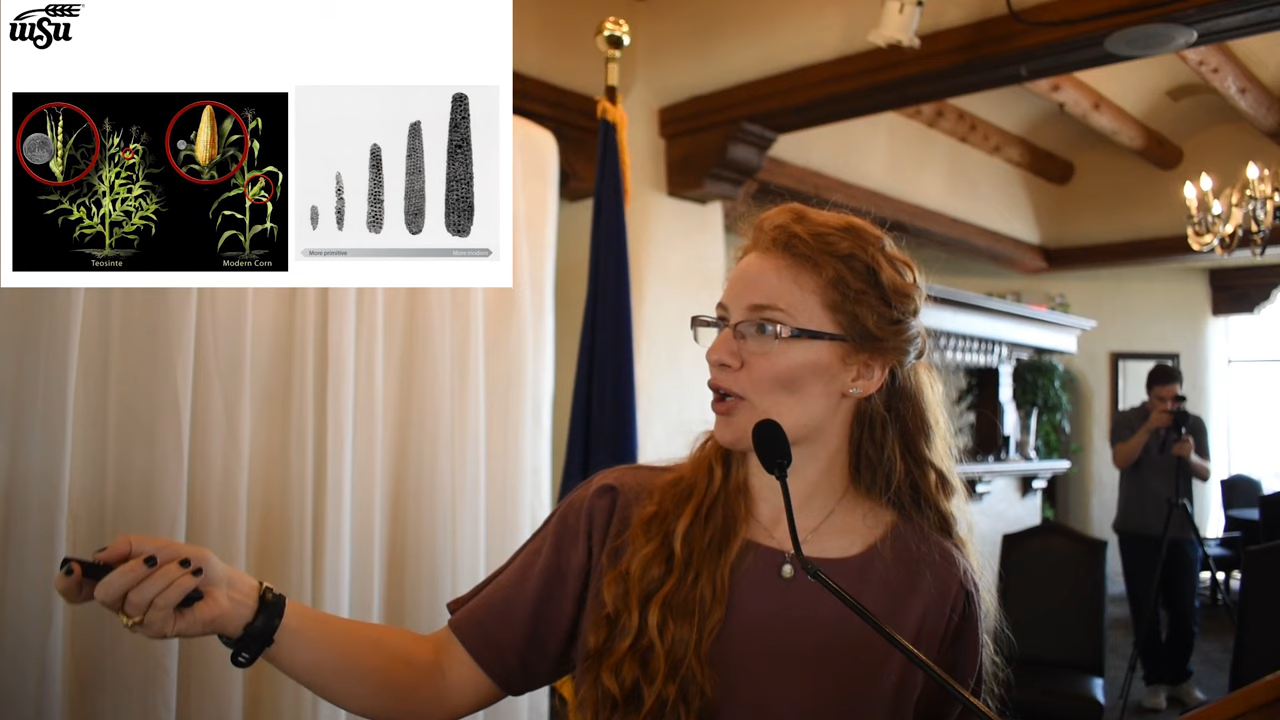 WSU
Teosinte
Modern Corn
More primitive
More modern